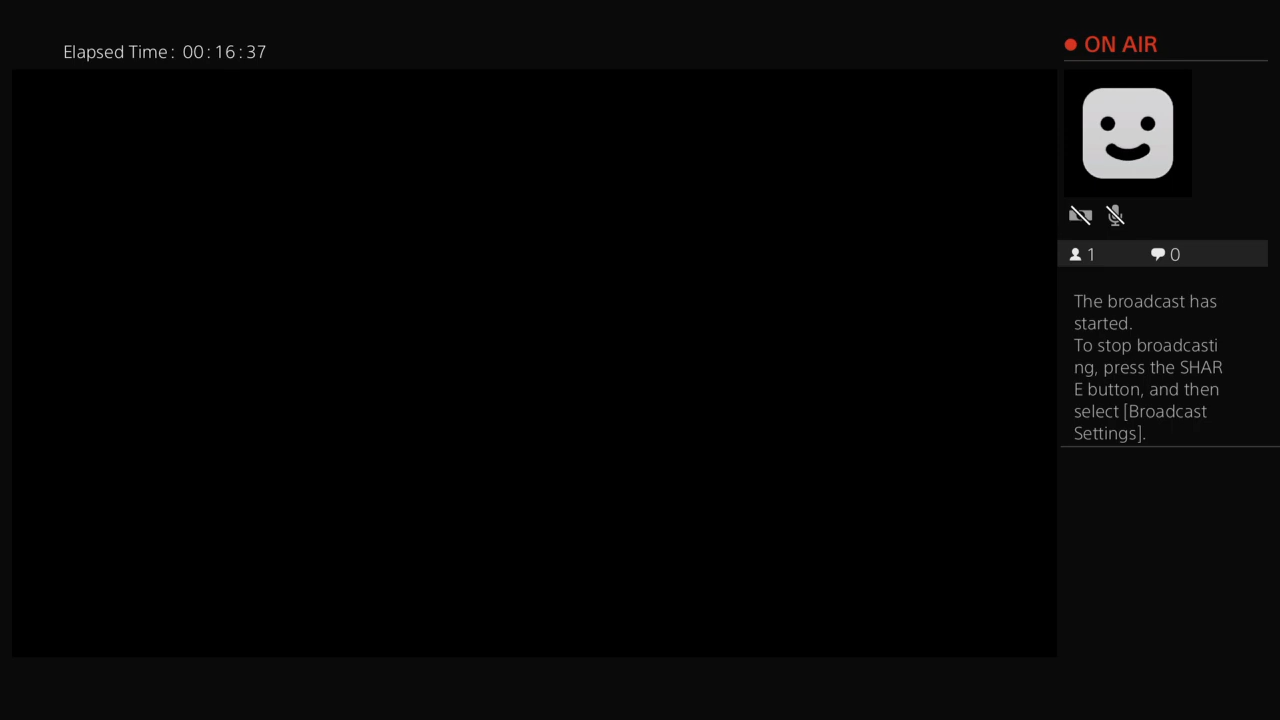 Elapsed Time: 00:16:37
ON AIR
1
0
The broadcast has
started.
To stop broadcasti
ng, press the SHAR
E button, and then
select [Broadcast
Settings].